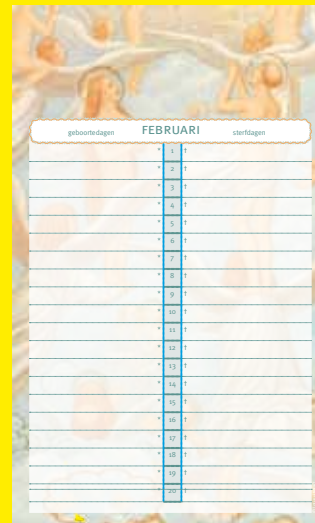 geboortedagen FEBRUARI sterfdagen
* 1 †
* 2 †
* 3 †
* 4 †
* 5 †
* 6 †
* 7 †
* 8 †
* 9 †
* 10 †
* 11 †
* 12 †
* 13 †
* 14 †
* 15 †
* 16 †
* 17 †
* 18 †
* 19 †
* 20 †